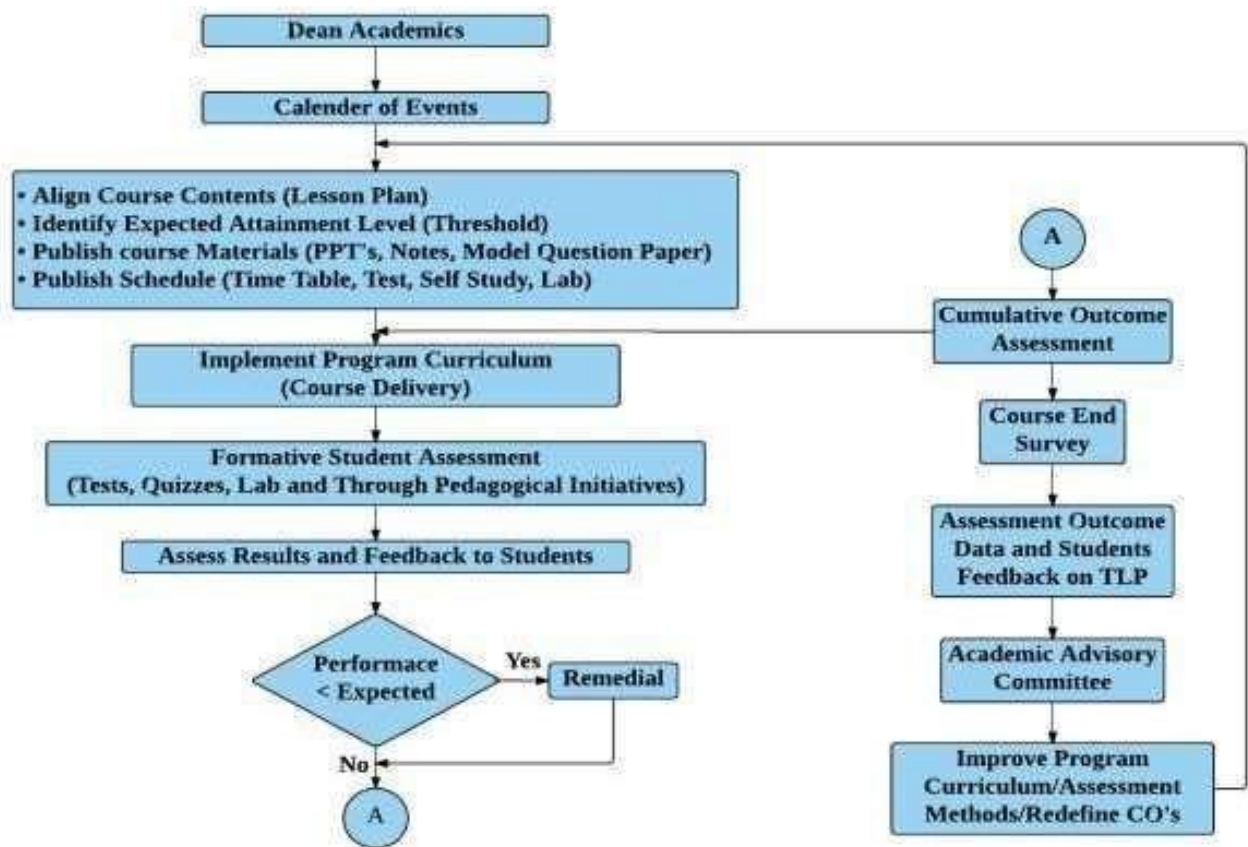 Dean Academics
Calender of Events
• Align Course Contents (Lesson Plan)
• Identify Expected Attainment Level (Threshold)
• Publish course Materials (PPT's, Notes, Model Question Paper)
• Publish Schedule (Time Table, Test, Self Study, Lab)
Implement Program Curriculum
(Course Delivery)
Formative Student Assessment
(Tests, Quizzes, Lab and Through Pedagogical Initiatives)
Assess Results and Feedback to Students
Performace
< Expected
Yes
Remedial
No
A
A
Cumulative Outcome
Assessment
Course End
Survey
Assessment Outcome
Data and Students
Feedback on TLP
Academic Advisory
Committee
Improve Program
Curriculum/Assessment
Methods/Redefine CO's